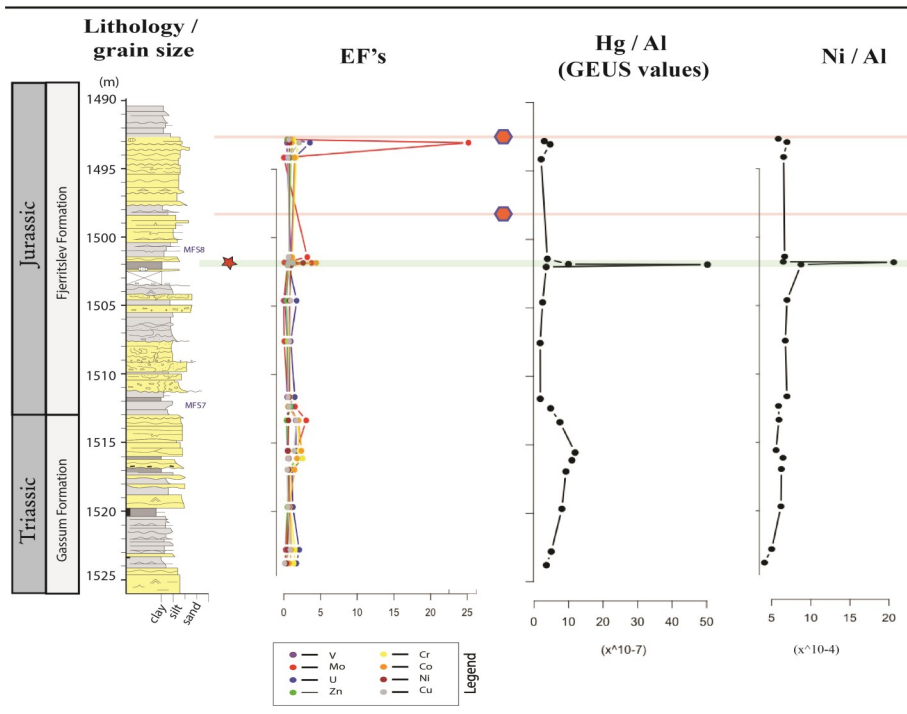 Lithology /
grain size
EF's
Hg / Al
(GEUS values)
Ni / Al
(m)
1490
1495
1500
1505
1510
1515
1520
1525
Jurassic
Triassic
Fjerritslev Formation
Gassum Formation
MFS8
MFS7
clay
silt
sand
0
5
10
15
20
25
0
10
20
30
40
50
5
10
15
20
(x^10-7)
(x^10-4)
V
Mo
U
Zn
Cr
Co
Ni
Cu
Legend